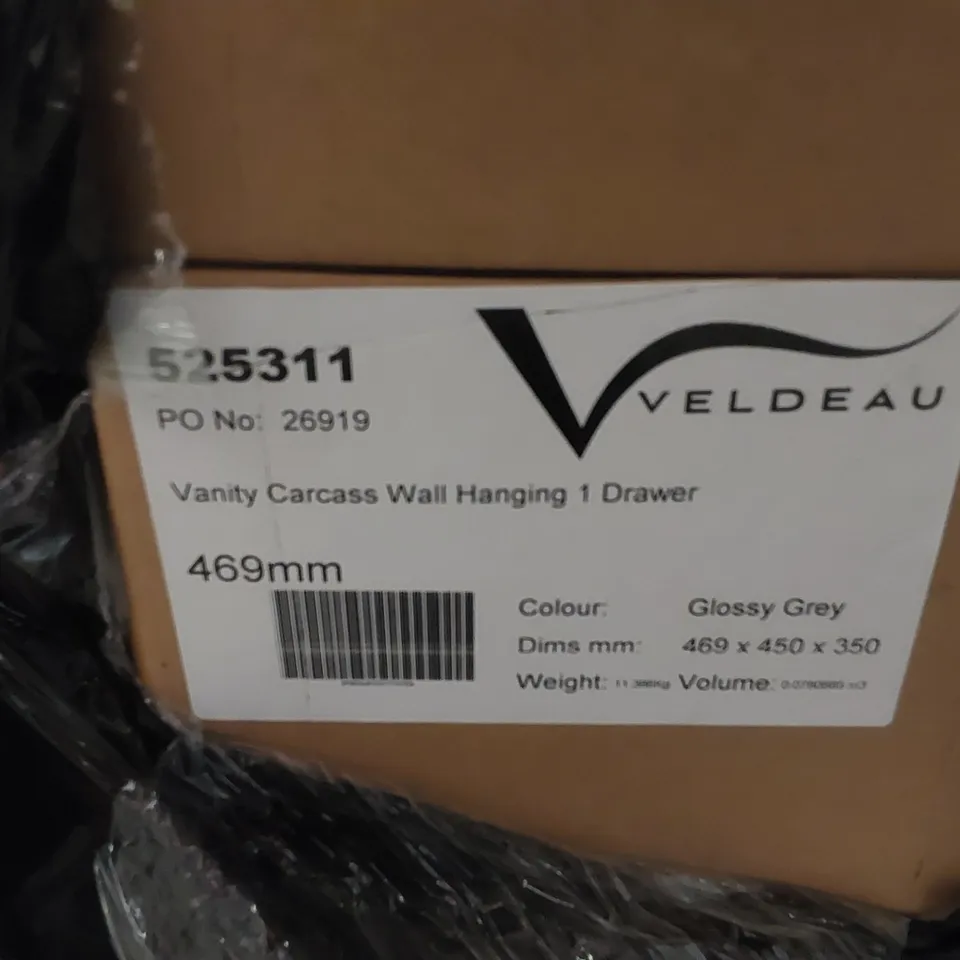 525311
VELDEAU
PO No: 26919
Vanity Carcass Wall Hanging 1 Drawer
469mm
Colour: Glossy Grey
Dims mm: 469 x 450 x 350
Weight: Volume: